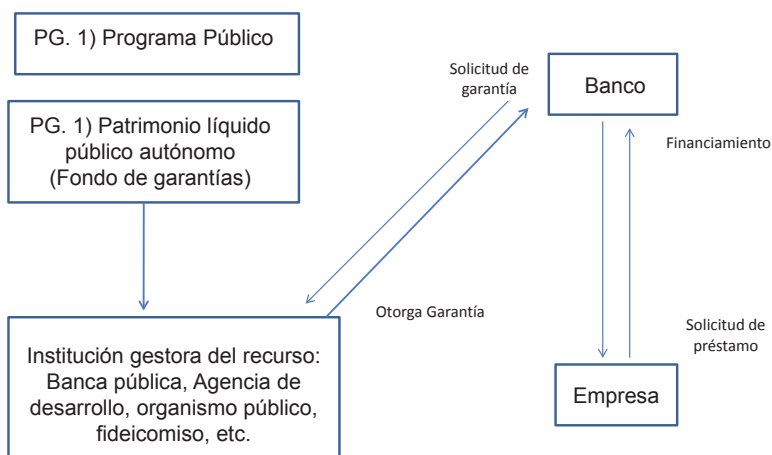 PG. 1) Programa Público
PG. 1) Patrimonio líquido
público autónomo
(Fondo de garantías)
Institución gestora del recurso:
Banca pública, Agencia de
desarrollo, organismo público,
fideicomiso, etc.
Solicitud de
garantía
Otorga Garantía
Banco
Financiamiento
Solicitud de
préstamo
Empresa